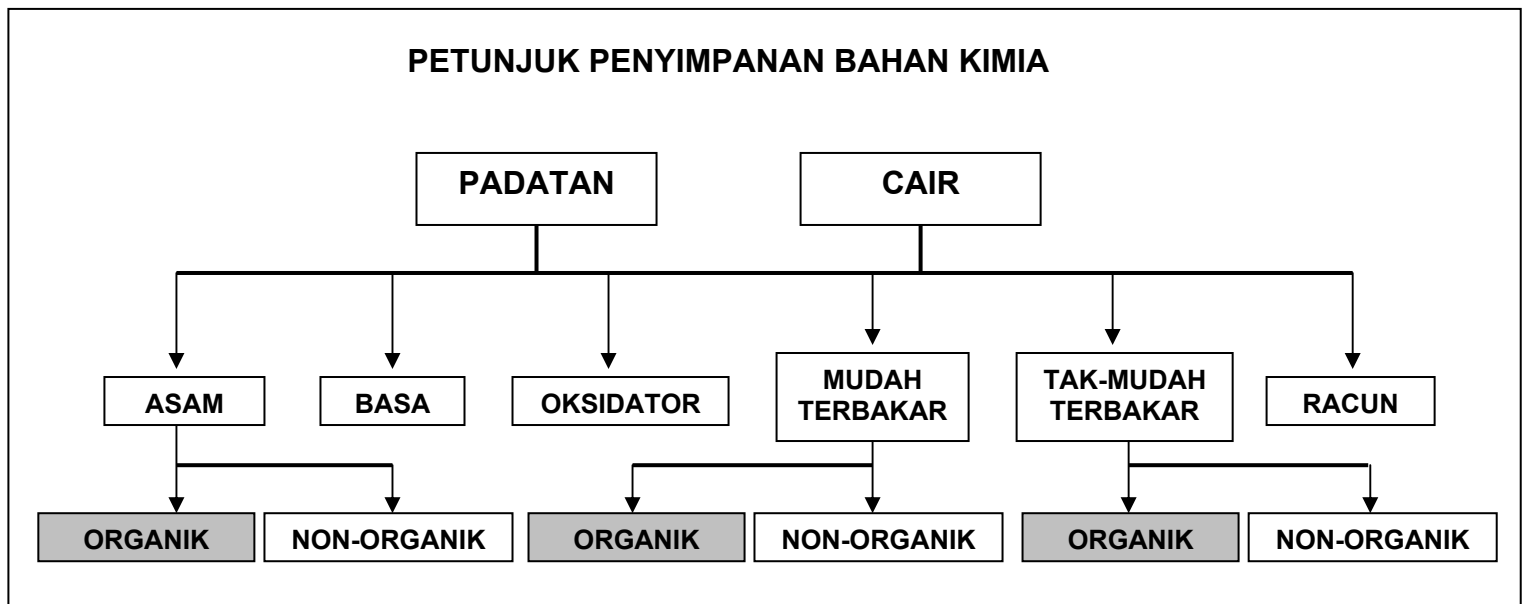 PETUNJUK PENYIMPANAN BAHAN KIMIA
PADATAN
CAIR
ASAM
BASA
OKSIDATOR
MUDAH
TERBAKAR
TAK-MUDAH
TERBAKAR
RACUN
ORGANIK
NON-ORGANIK
ORGANIK
NON-ORGANIK
ORGANIK
NON-ORGANIK